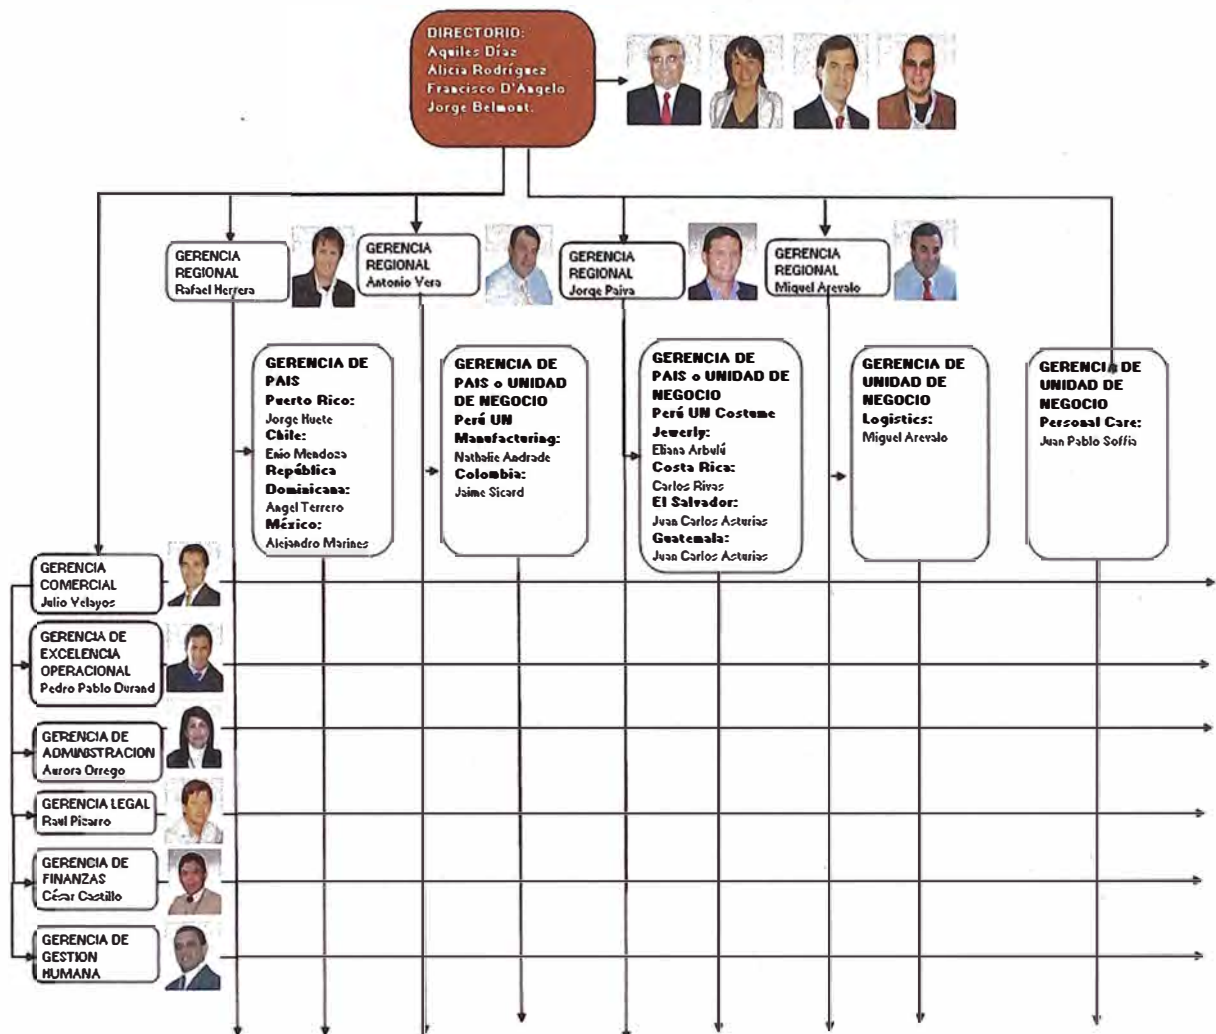 DIRECTORIO:
Aquiles Díaz
Alicia Rodríguez
Francisco D'Angelo
Jorge Belmont.
GERENCIA
REGIONAL
Rafael Herrera
GERENCIA
REGIONAL
Antonio Vera
GERENCIA
REGIONAL
Jorge Paiva
GERENCIA
REGIONAL
Miguel Arevalo
GERENCIA DE
PAIS
Puerto Rico:
Jorge Huete
Chile:
Enio Mendoza
República
Dominicana:
Angel Terrero
México:
Alejandro Marines
GERENCIA DE
PAIS o UNIDAD
DE NEGOCIO
Perú UN
Manufacturing:
Nathalie Andrade
Colombia:
Jaime Sicard
GERENCIA DE
PAIS o UNIDAD DE
NEGOCIO
Perú UN Costume
Jewerly:
Eliana Arbulú
Costa Rica:
Carlos Rivas
El Salvador:
Juan Carlos Asturias
Guatemala:
Juan Carlos Asturias
GERENCIA DE
UNIDAD DE
NEGOCIO
Logistics:
Miguel Arevalo
GERENCIA DE
UNIDAD DE
NEGOCIO
Personal Care:
Juan Pablo Soffia
GERENCIA
COMERCIAL
Julio Velayos
GERENCIA DE
EXCELENCIA
OPERACIONAL
Pedro Pablo Durand
GERENCIA DE
ADMINISTRACION
Aurora Orrego
GERENCIA LEGAL
Raul Pizarro
GERENCIA DE
FINANZAS
César Castillo
GERENCIA DE
GESTION
HUMANA